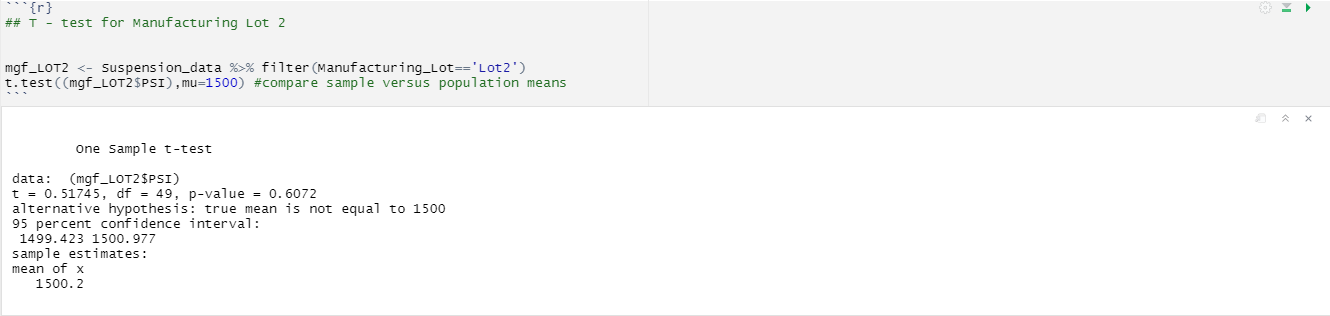 ```{r}
## T - test for Manufacturing Lot 2
mgf_LOT2 <- Suspension_data %>% filter(Manufacturing_Lot=='Lot2')
t.test((mgf_LOT2$PSI),mu=1500) #compare sample versus population means
```
One Sample t-test
data:  (mgf_LOT2$PSI)
t = 0.51745, df = 49, p-value = 0.6072
alternative hypothesis: true mean is not equal to 1500
95 percent confidence interval:
1499.423 1500.977
sample estimates:
mean of x
1500.2